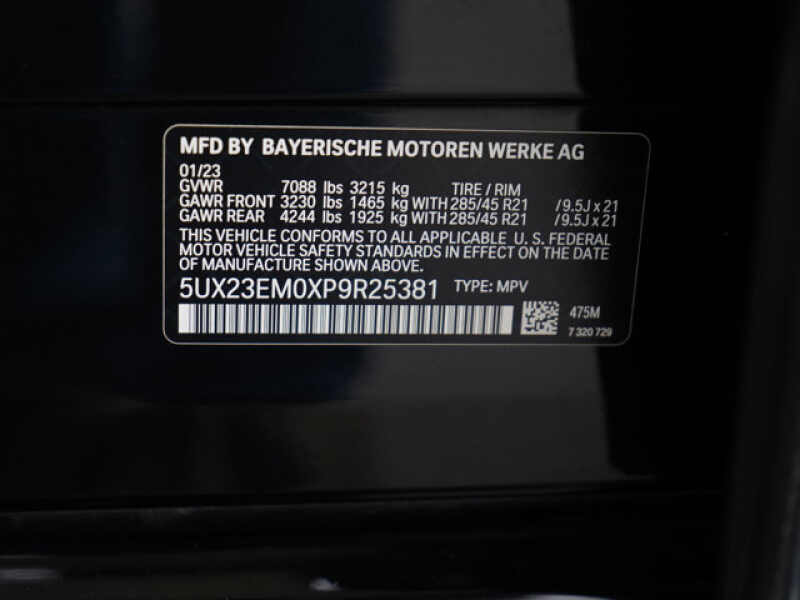 MFD BY BAYERISCHE MOTOREN WERKE AG
01/23
GVWR 7088 lbs 3215 kg TIRE / RIM
GAWR FRONT 3230 lbs 1465 kg WITH 285/45 R21 / 9.5J x 21
GAWR REAR 4244 lbs 1925 kg WITH 285/45 R21 / 9.5J x 21
THIS VEHICLE CONFORMS TO ALL APPLICABLE U. S. FEDERAL
MOTOR VEHICLE SAFETY STANDARDS IN EFFECT ON THE DATE
OF MANUFACTURE SHOWN ABOVE.
5UX23EM0XP9R25381 TYPE: MPV
475M
7 320 729